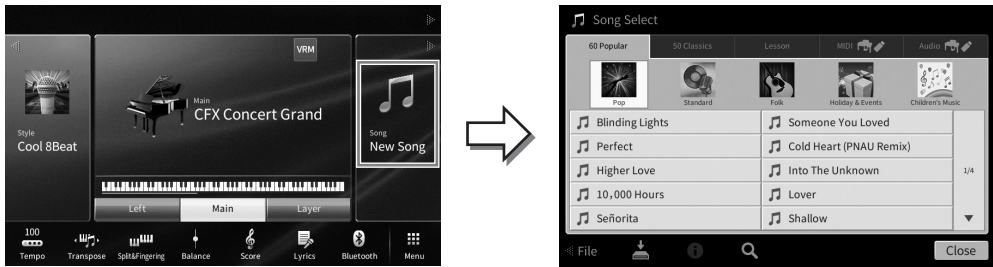 VRM
Style
Cool 8Beat
Main
CFX Concert Grand
Song
New Song
Left
Main
Layer
100
Tempo
Transpose
Split&Fingering
Balance
Score
Lyrics
Bluetooth
Menu
Song Select
60 Popular
50 Classics
Lesson
MIDI
Audio
Pop
Standard
Folk
Holiday & Events
Children's Music
Blinding Lights
Someone You Loved
Perfect
Cold Heart (PNAU Remix)
Higher Love
Into The Unknown
1/4
10,000 Hours
Lover
Señorita
Shallow
File
Close